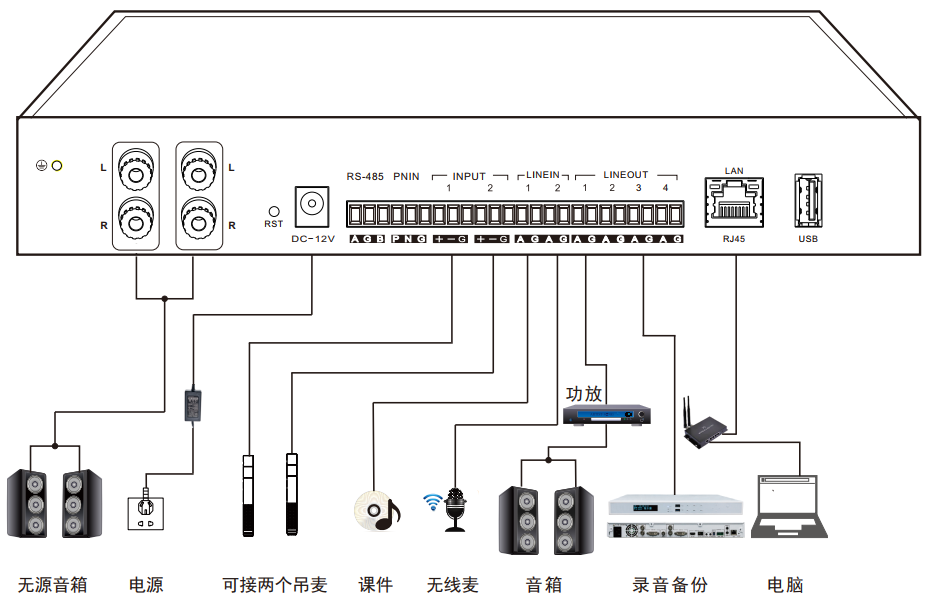 RS-485 PNIN INPUT LINEIN LINEOUT LAN
1 2 1 2 1 2 3 4
L L
R R
RST
DC-12V
A G B P N G + - G + - G A G A G A G A G A G A G
RJ45
USB
功放
无源音箱 电源 可接两个吊麦 课件 无线麦 音箱 录音备份 电脑